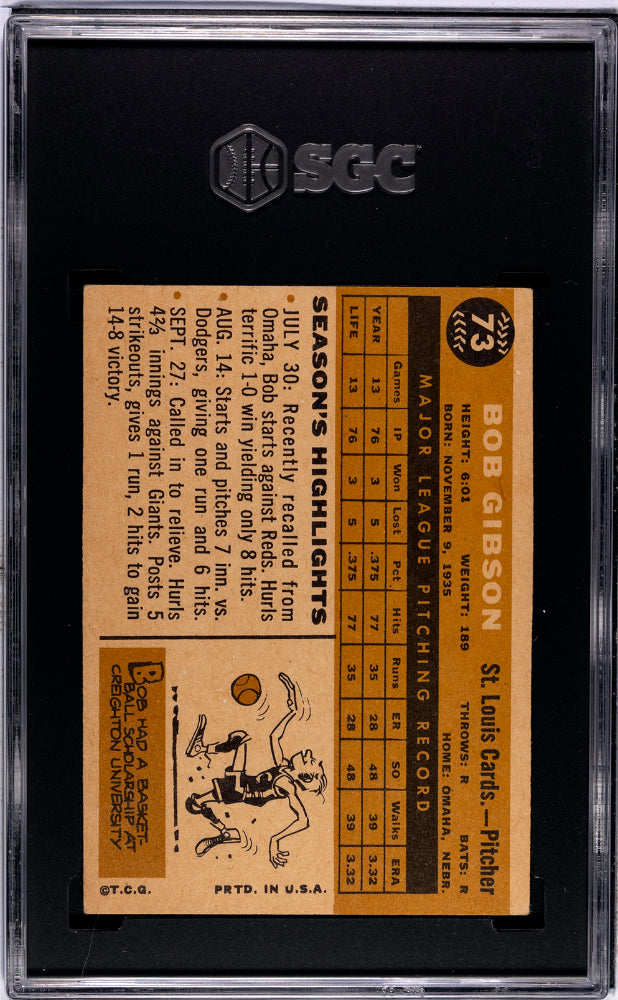 SGC
73
BOB GIBSON St. Louis Cards.—Pitcher
HEIGHT: 6:01 WEIGHT: 189 THROWS: R BATS: R
BORN: NOVEMBER 9, 1935 HOME: OMAHA, NEBR.
MAJOR LEAGUE PITCHING RECORD
Games IP Won Lost Pct. Hits Runs ER SO Walks ERA
YEAR 13 76 3 5 .375 77 35 28 48 39 3.32
LIFE 13 76 3 5 .375 77 35 28 48 39 3.32
SEASON'S HIGHLIGHTS
• JULY 30: Recently recalled from
Omaha, Bob starts against Reds. Hurls
terrific 1-0 win yielding only 8 hits.
• AUG. 14: Starts and pitches 7 inn. vs.
Dodgers, giving one run and 6 hits.
• SEPT. 27: Called in to relieve. Hurls
4⅔ innings against Giants. Posts 5
strikeouts, gives 1 run, 2 hits to gain
14-8 victory.
BOB HAD A BASKET-
BALL SCHOLARSHIP AT
CREIGHTON UNIVERSITY
©T.C.G. PRTD. IN U.S.A.